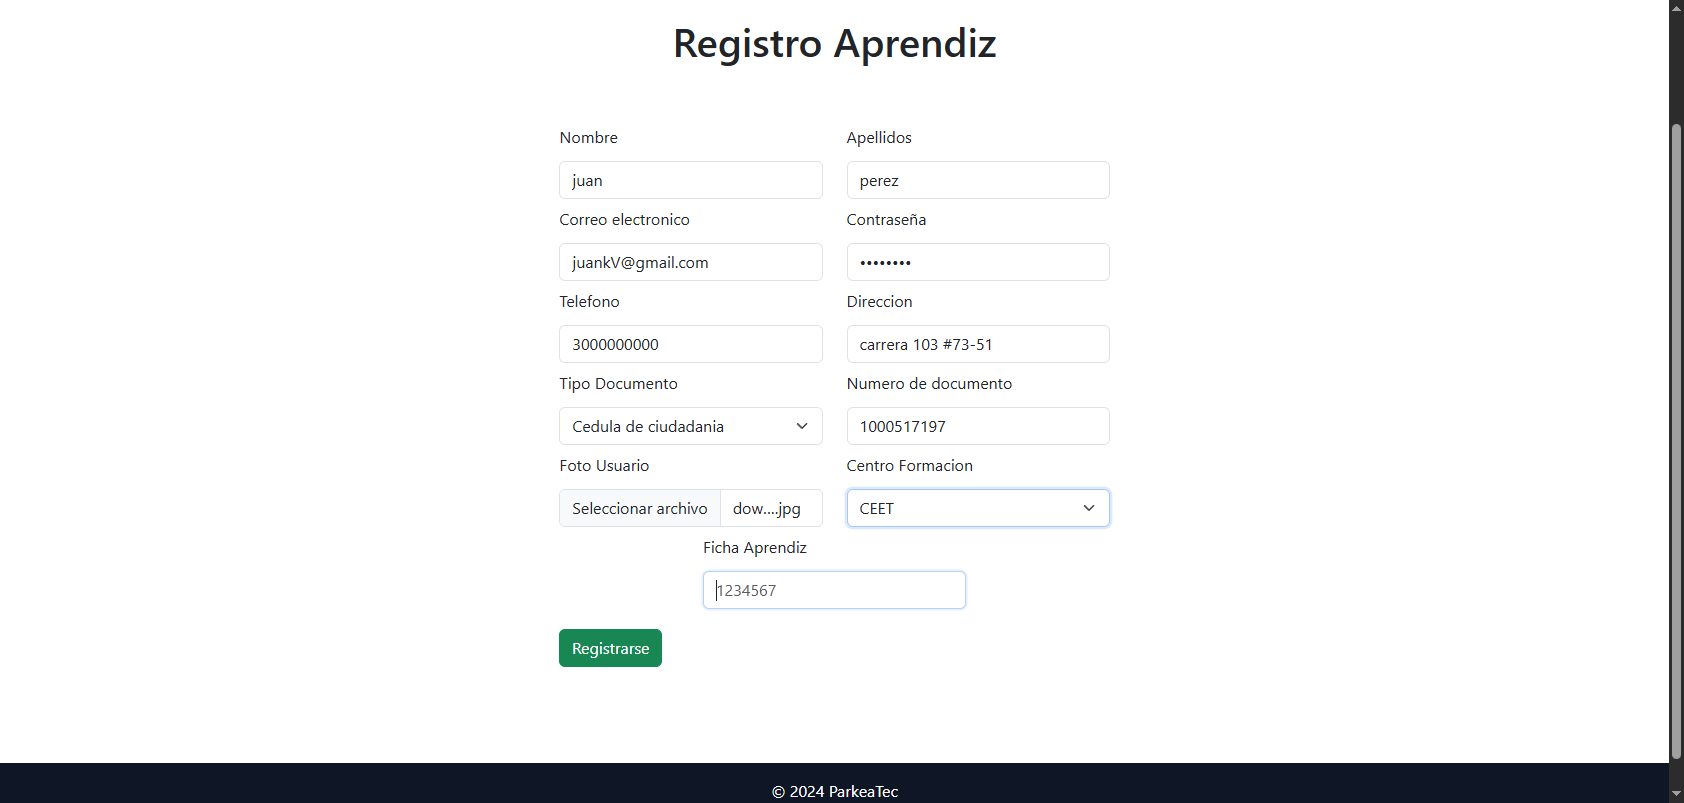 Registro Aprendiz
Nombre
Apellidos
juan
perez
Correo electronico
Contraseña
juankV@gmail.com
••••••••
Telefono
Direccion
3000000000
carrera 103 #73-51
Tipo Documento
Numero de documento
Cedula de ciudadania
1000517197
Foto Usuario
Centro Formacion
Seleccionar archivo dow....jpg
CEET
Ficha Aprendiz
1234567
Registrarse
© 2024 ParkeaTec